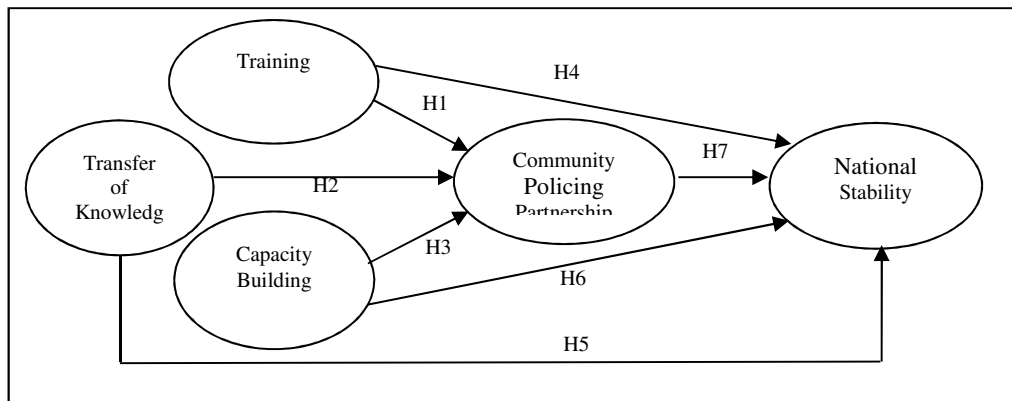 Training
H4
H1
Transfer
of
Knowledg
H2
Community
Policing
Partnership
H7
National
Stability
Capacity
Building
H3
H6
H5